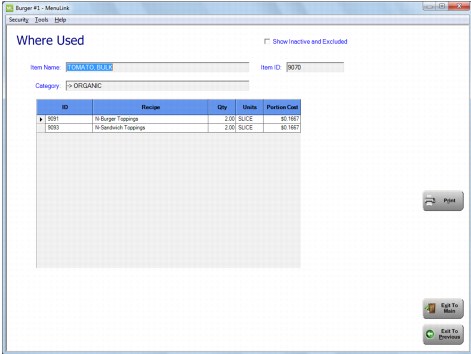 Burger #1 - MenuLink
Security Tools Help
Where Used
Show Inactive and Excluded
Item Name: TOMATO, BULK Item ID: 9070
Category -> ORGANIC
ID Recipe Qty Units Portion Cost
9091 N-Burger Toppings 2.00 SLICE $0.1667
9093 N-Sandwich Toppings 2.00 SLICE $0.1667
Print
Exit To
Main
Exit To
Previous